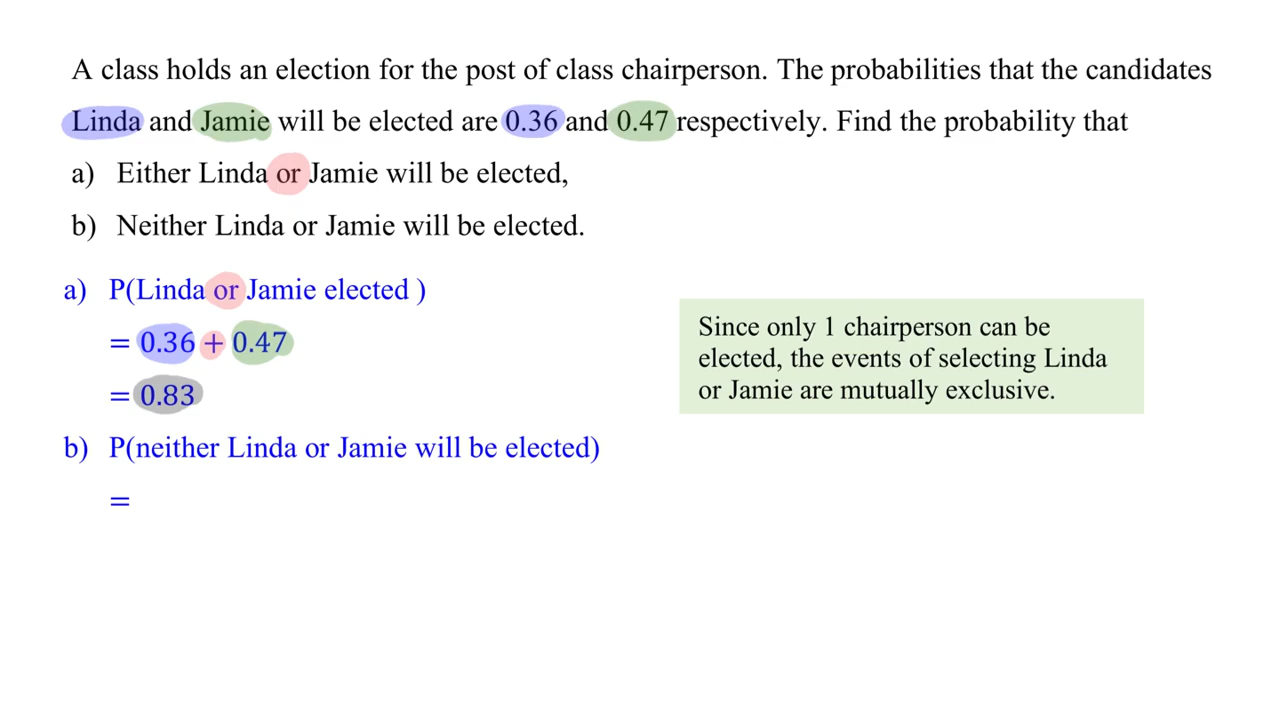 A class holds an election for the post of class chairperson. The probabilities that the candidates
Linda and Jamie will be elected are 0.36 and 0.47 respectively. Find the probability that
a) Either Linda or Jamie will be elected,
b) Neither Linda or Jamie will be elected.
a) P(Linda or Jamie elected )
= 0.36 + 0.47
= 0.83
Since only 1 chairperson can be
elected, the events of selecting Linda
or Jamie are mutually exclusive.
b) P(neither Linda or Jamie will be elected)
=